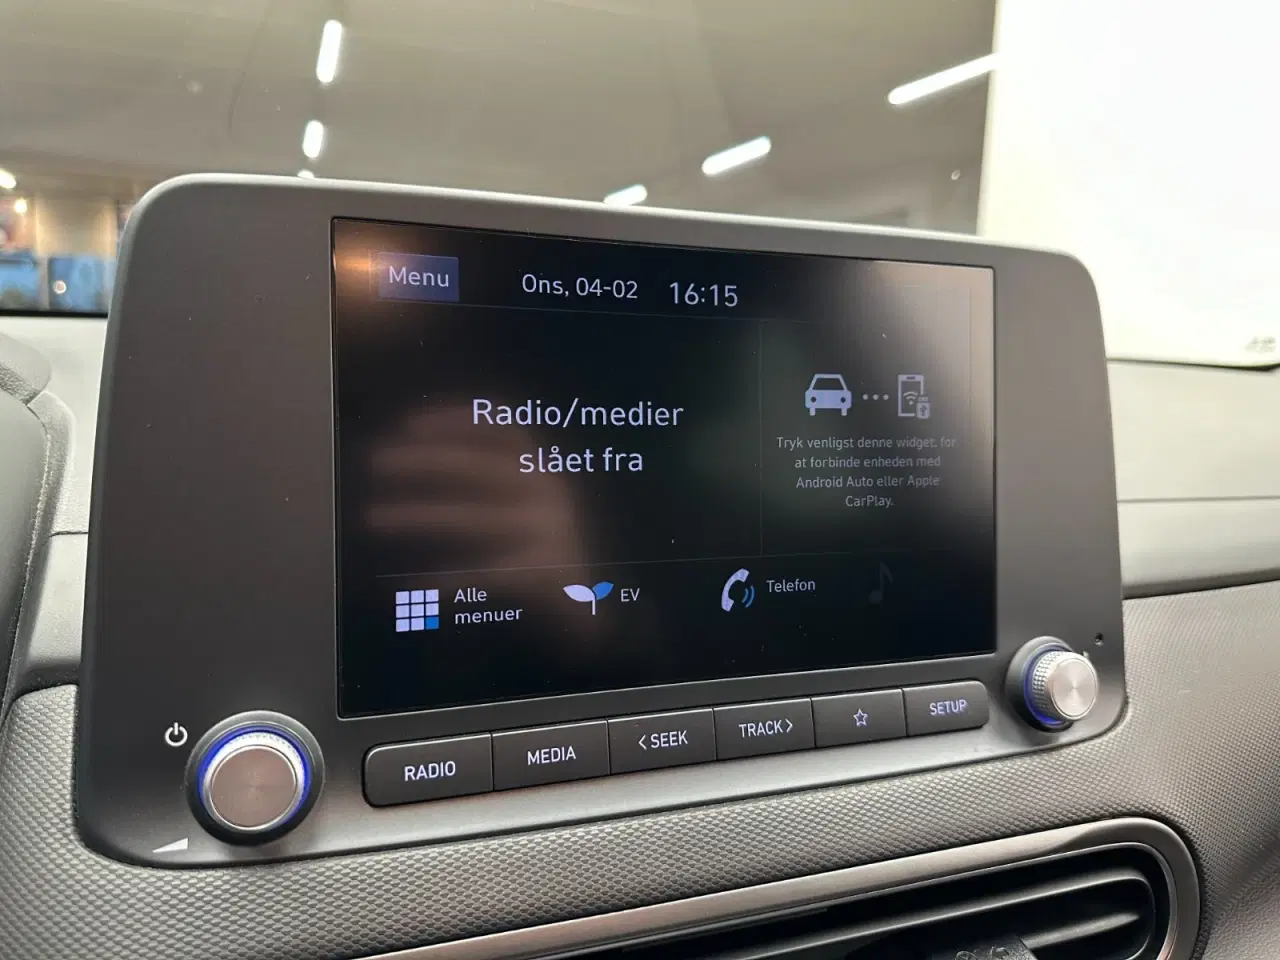 Menu
Ons, 04-02
16:15
Radio/medier
slået fra
Tryk venligst denne widget, for
at forbinde enheden med
Android Auto eller Apple
CarPlay.
Alle
menuer
EV
Telefon
RADIO
MEDIA
<SEEK
TRACK>
SETUP